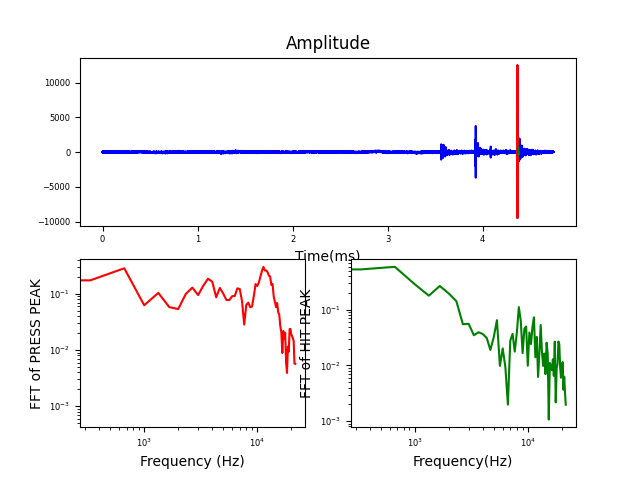 Amplitude
10000
5000
0
−5000
−10000
0 1 2 3 4
Time(ms)
FFT of PRESS PEAK
10⁻¹
10⁻²
10⁻³
10³ 10⁴
Frequency (Hz)
FFT of HIT PEAK
10⁻¹
10⁻²
10⁻³
10³ 10⁴
Frequency(Hz)